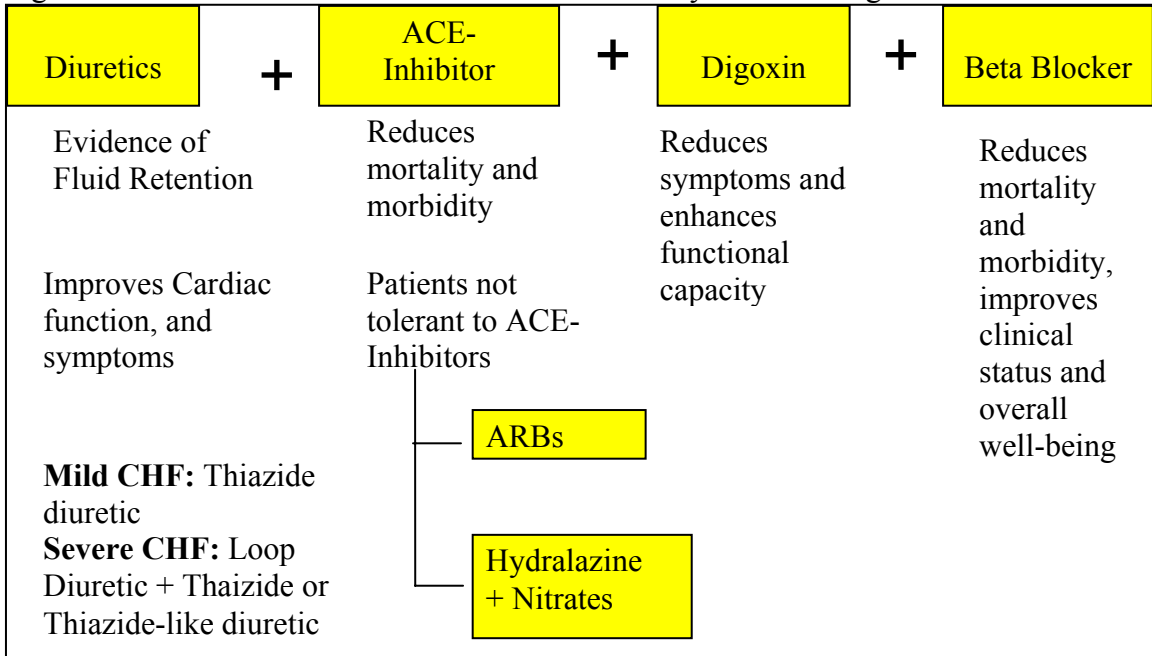 Diuretics
+
ACE-
Inhibitor
+
Digoxin
+
Beta Blocker
Evidence of
Fluid Retention
Improves Cardiac
function, and
symptoms
Mild CHF: Thiazide
diuretic
Severe CHF: Loop
Diuretic + Thaizide or
Thiazide-like diuretic
Reduces
mortality and
morbidity
Patients not
tolerant to ACE-
Inhibitors
ARBs
Hydralazine
+ Nitrates
Reduces
symptoms and
enhances
functional
capacity
Reduces
mortality
and
morbidity,
improves
clinical
status and
overall
well-being